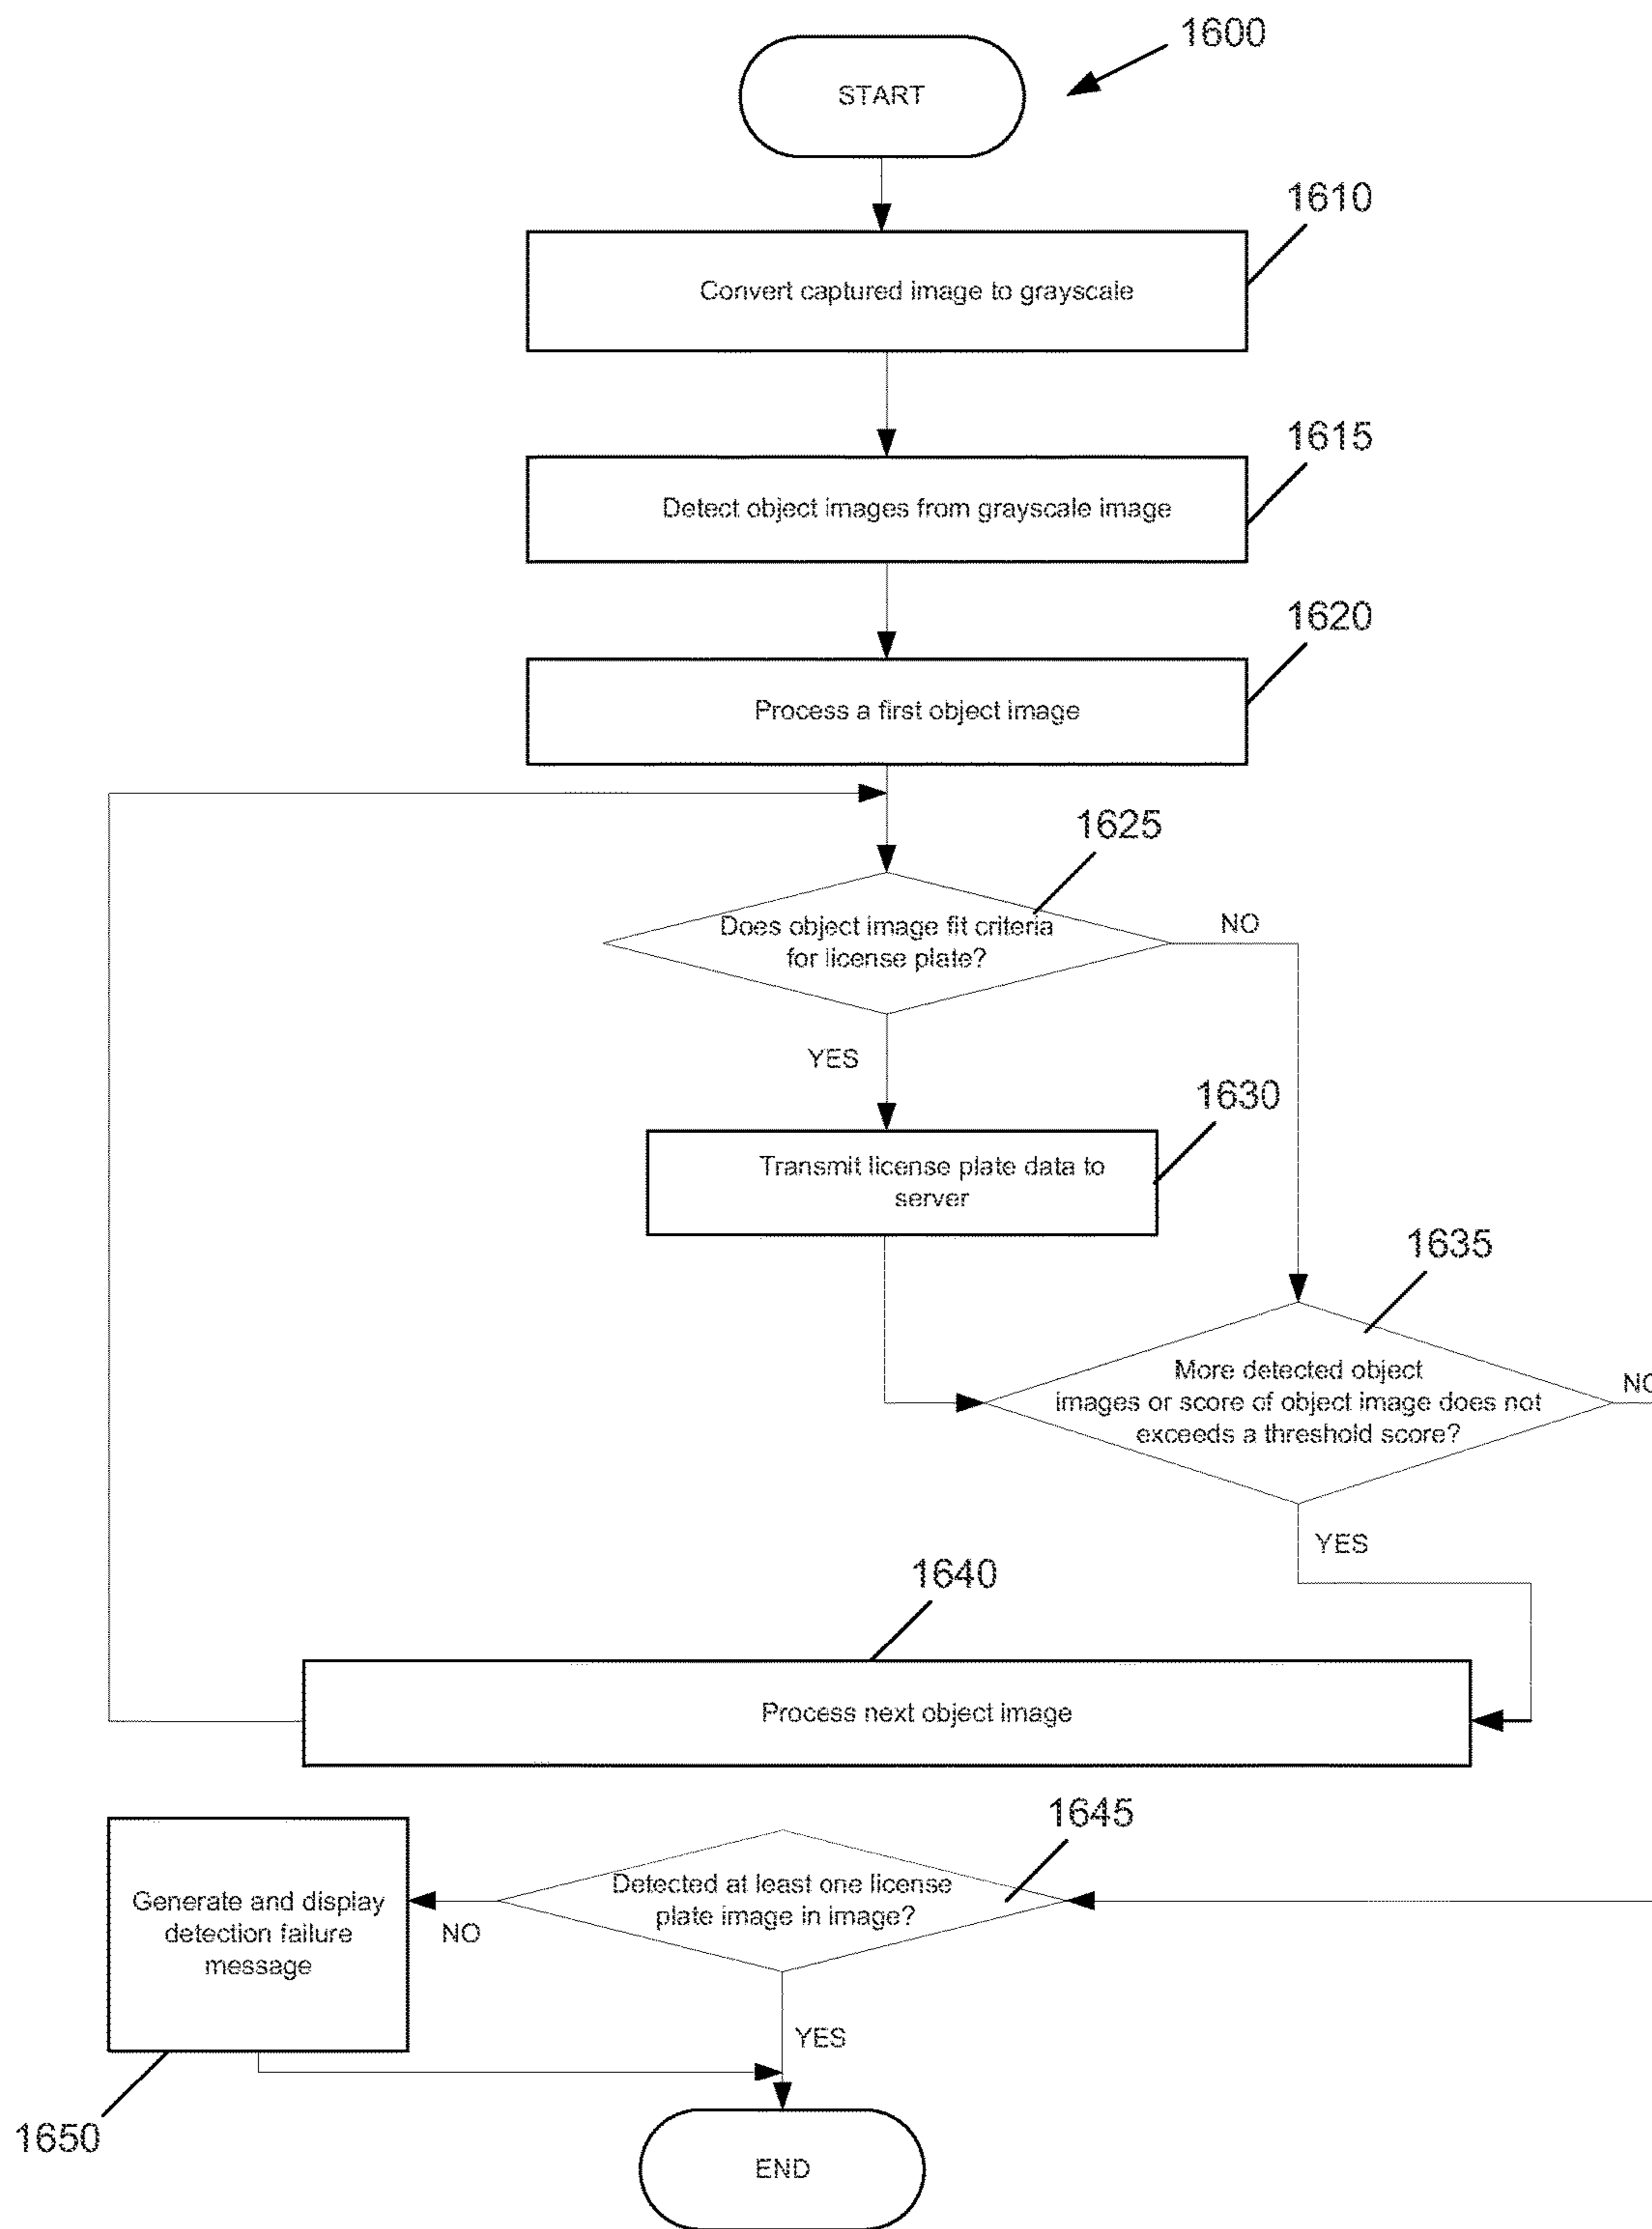 1600
START
1610
Convert captured image to grayscale
1615
Detect object images from grayscale image
1620
Process a first object image
1625
Does object image fit criteria
for license plate?
NO
YES
1630
Transmit license plate data to
server
1635
More detected object
images or score of object image does not
exceeds a threshold score?
NO
YES
1640
Process next object image
1645
Detected at least one license
plate image in image?
Generate and display
detection failure
message
NO
YES
1650
END